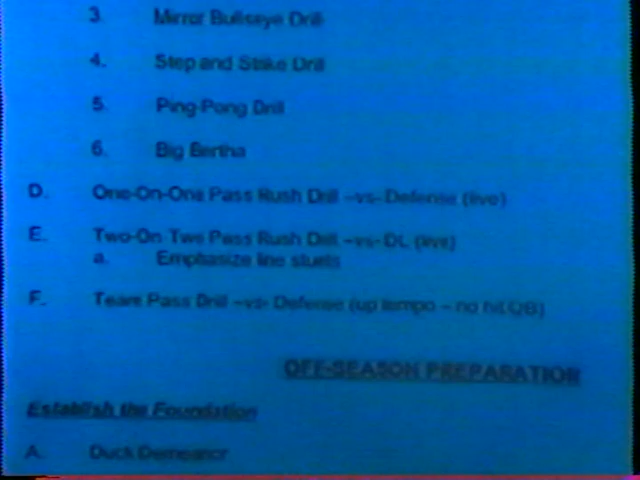 3. Mirror Bullseye Drill
4. Step and Strike Drill
5. Ping-Pong Drill
6. Big Bertha
D. One-On-One Pass Rush Drill –vs- Defense (live)
E. Two-On Two Pass Rush Drill –vs- DL (live)
a. Emphasize line stunts
F. Team Pass Drill –vs- Defense (up tempo – no hit QB)
OFF-SEASON PREPARATION
Establish the Foundation
A. Duck Demeanor